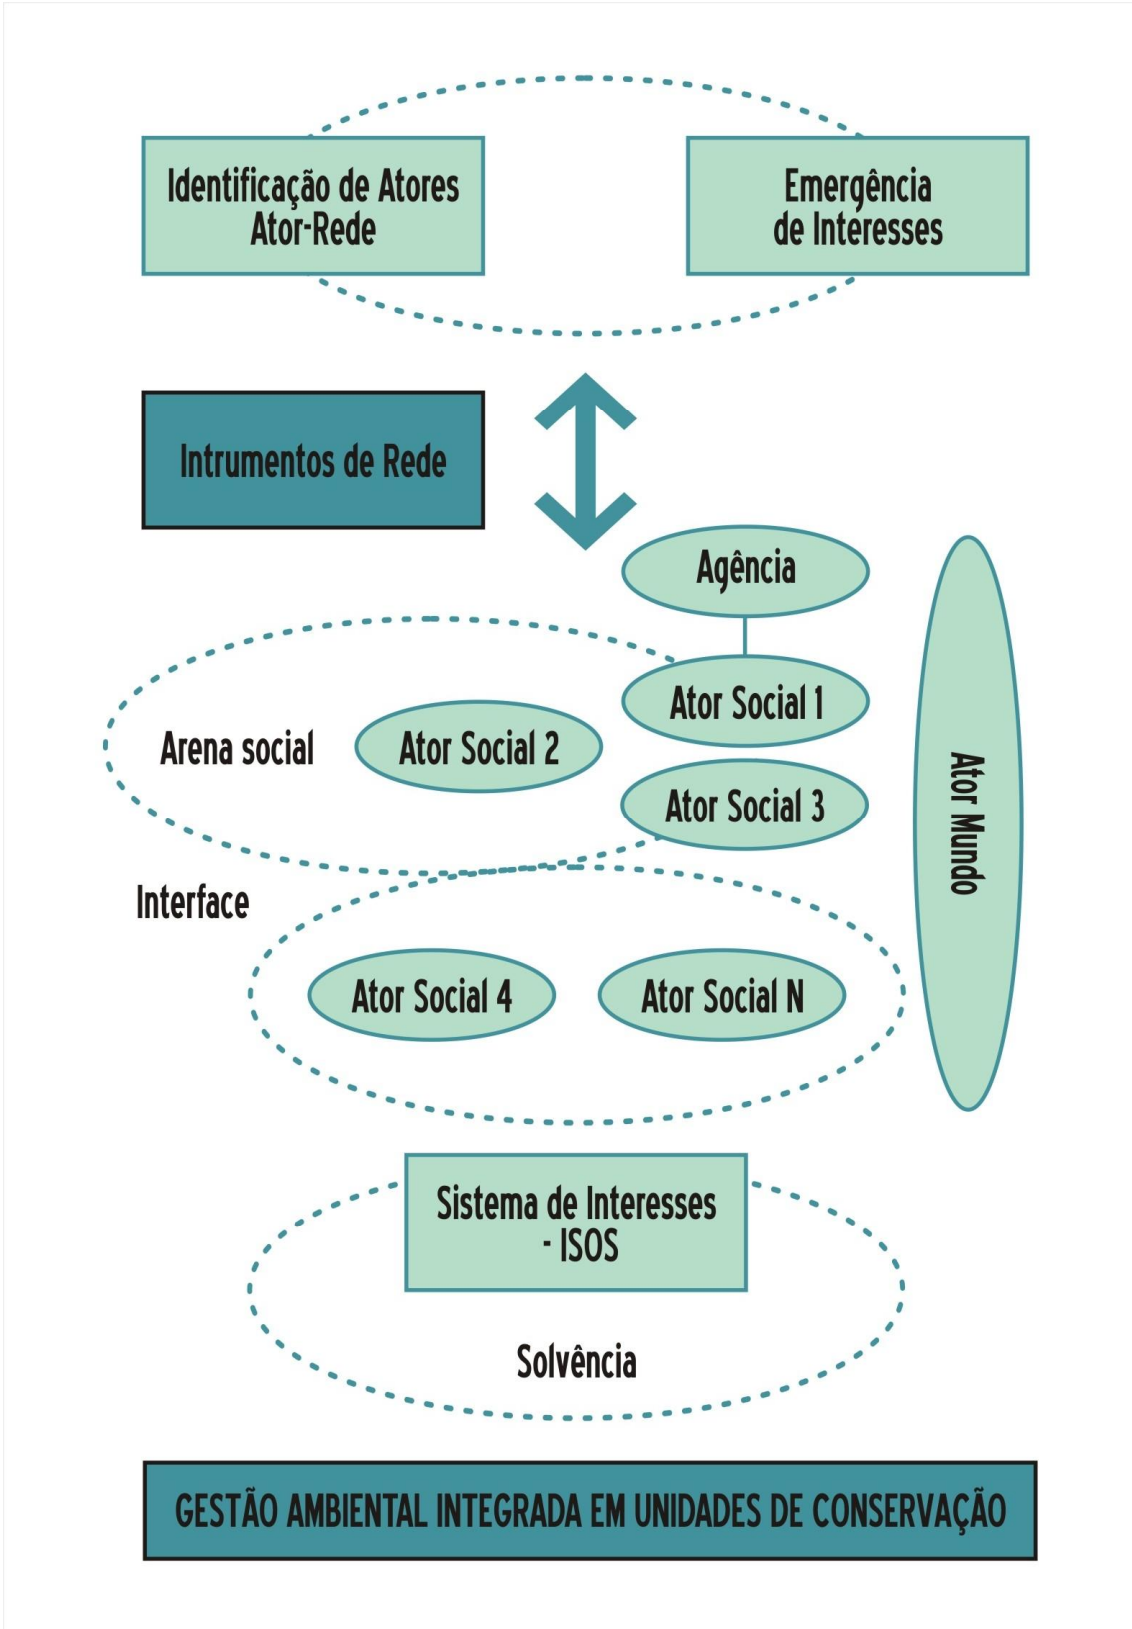 Identificação de Atores
Ator-Rede
Emergência
de Interesses
Intrumentos de Rede
Agência
Ator Social 1
Arena social
Ator Social 2
Ator Social 3
Ator Mundo
Interface
Ator Social 4
Ator Social N
Sistema de Interesses
- ISOS
Solvência
GESTÃO AMBIENTAL INTEGRADA EM UNIDADES DE CONSERVAÇÃO